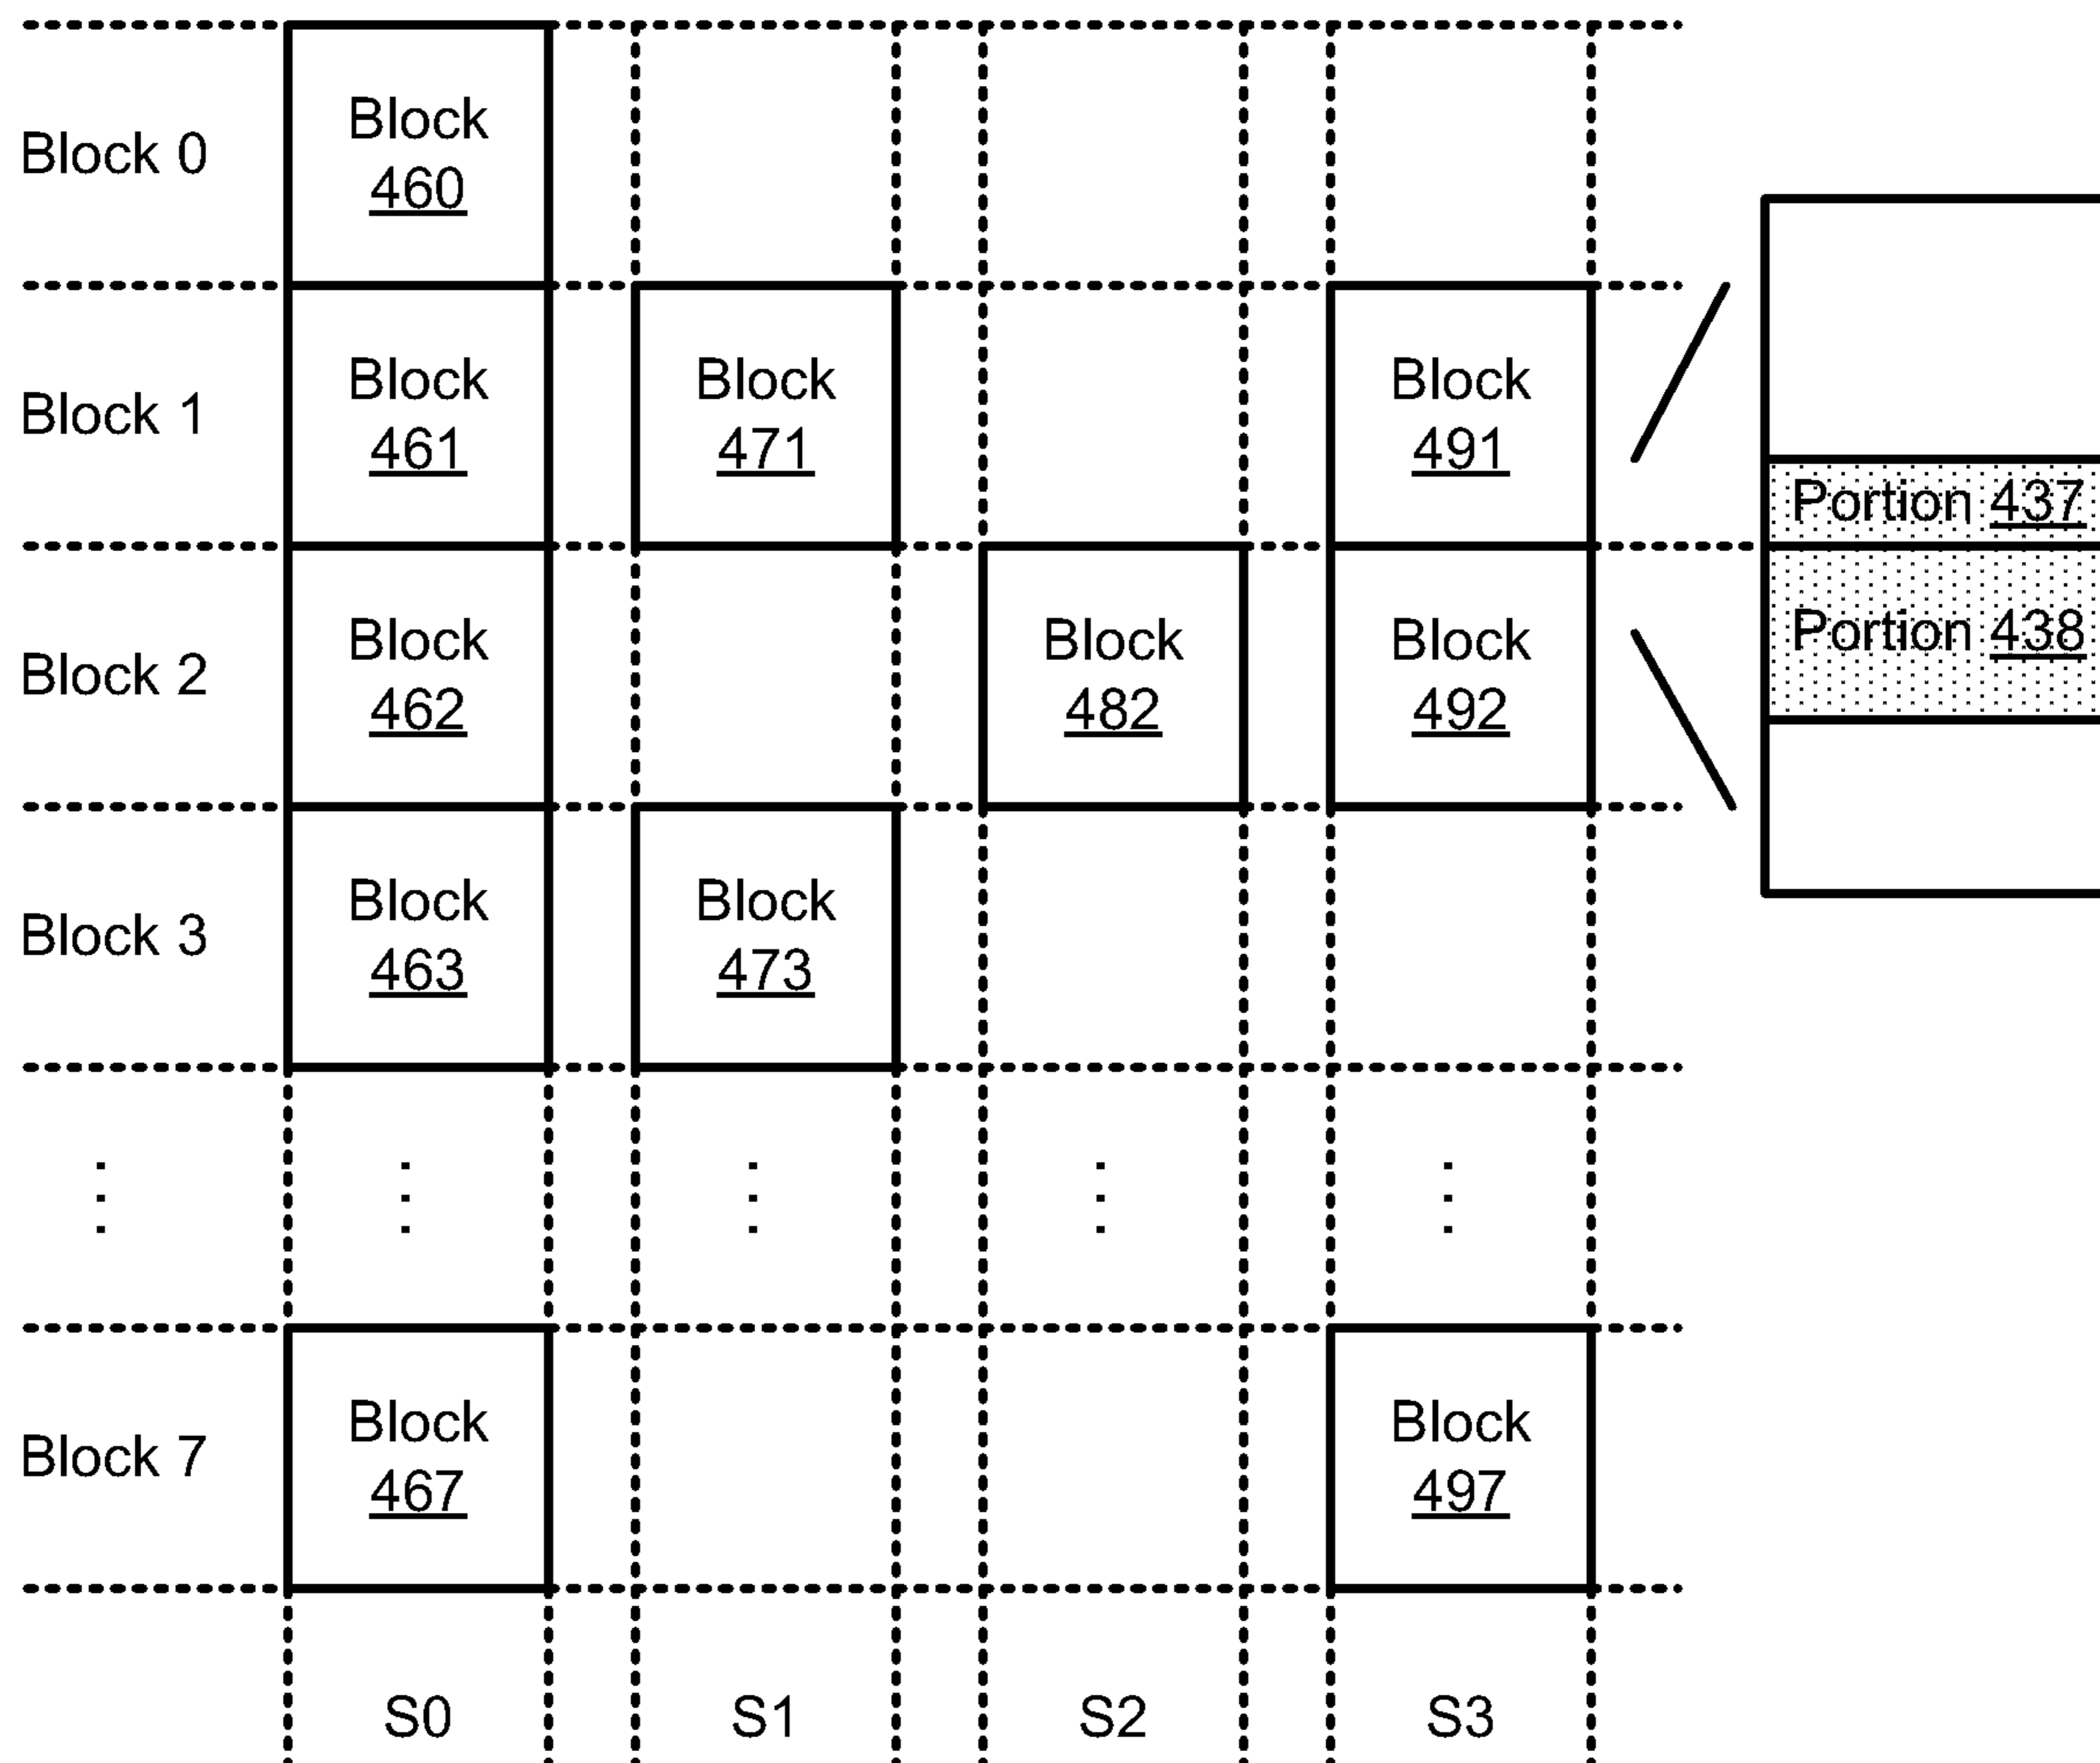 Block 0
Block
460
Block 1
Block
461
Block
471
Block
491
Portion 437
Portion 438
Block 2
Block
462
Block
482
Block
492
Block 3
Block
463
Block
473
Block 7
Block
467
Block
497
S0 S1 S2 S3